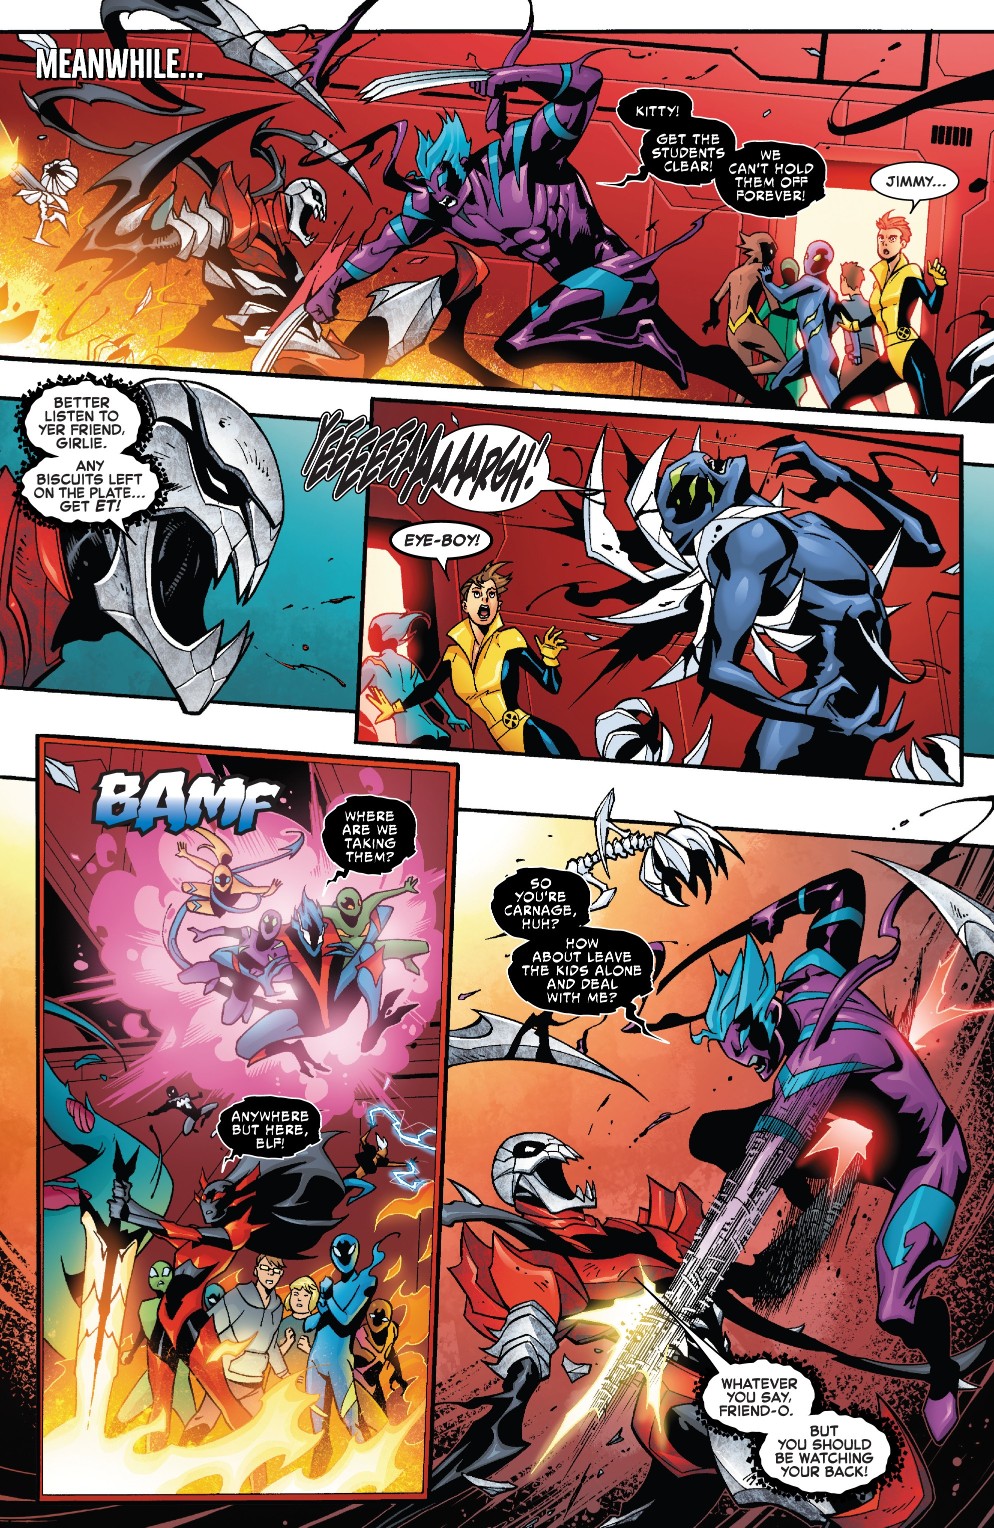 MEANWHILE...
KITTY!
GET THE
STUDENTS
CLEAR!
WE
CAN'T HOLD
THEM OFF
FOREVER!
JIMMY...
BETTER
LISTEN TO
YER FRIEND,
GIRLIE.
ANY
BISCUITS LEFT
ON THE PLATE...
GET ET!
YEEEEEEAAAAAARGH!
EYE-BOY!
BAMF
WHERE
ARE WE
TAKING
THEM?
ANYWHERE
BUT HERE,
ELF!
SO
YOU'RE
CARNAGE,
HUH?
HOW
ABOUT LEAVE
THE KIDS ALONE
AND DEAL
WITH ME?
WHATEVER
YOU SAY,
FRIEND-O.
BUT
YOU SHOULD
BE WATCHING
YOUR BACK!